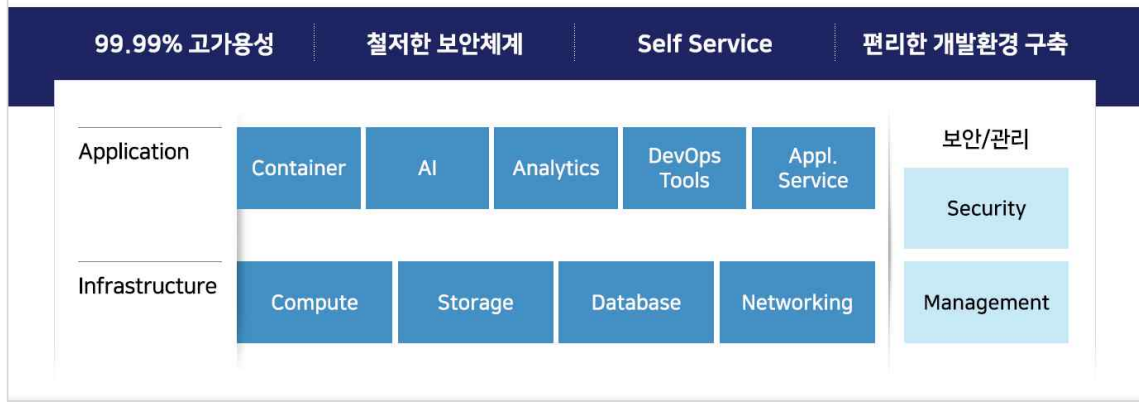 99.99% 고가용성
철저한 보안체계
Self Service
편리한 개발환경 구축
Application
Container
AI
Analytics
DevOps
Tools
Appl.
Service
Infrastructure
Compute
Storage
Database
Networking
보안/관리
Security
Management